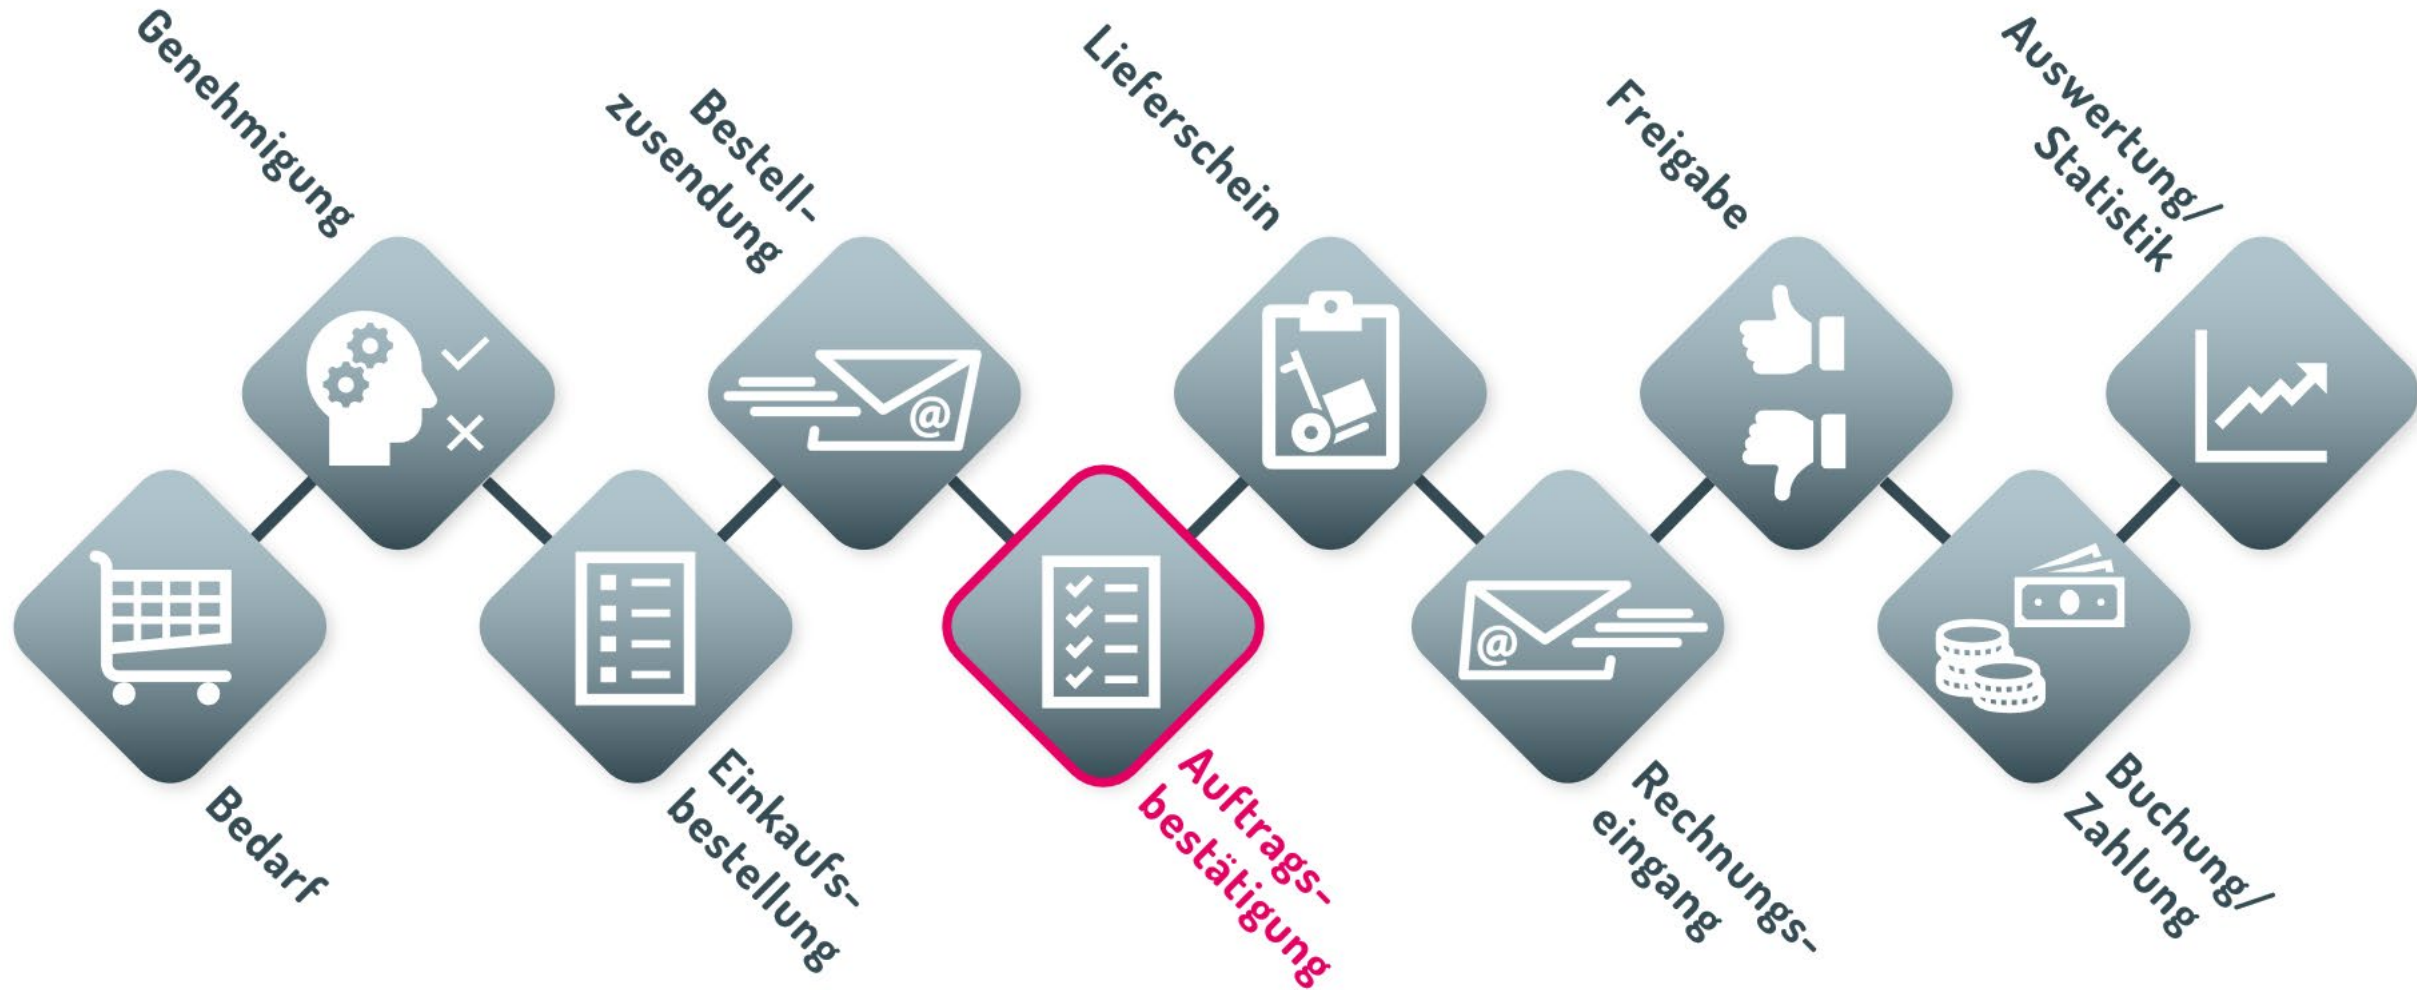 Genehmigung
Bestell-
zusendung
Lieferschein
Freigabe
Auswertung/
Statistik
@
@
Bedarf
Einkaufs-
bestellung
Auftrags-
bestätigung
Rechnungs-
eingang
Buchung/
Zahlung